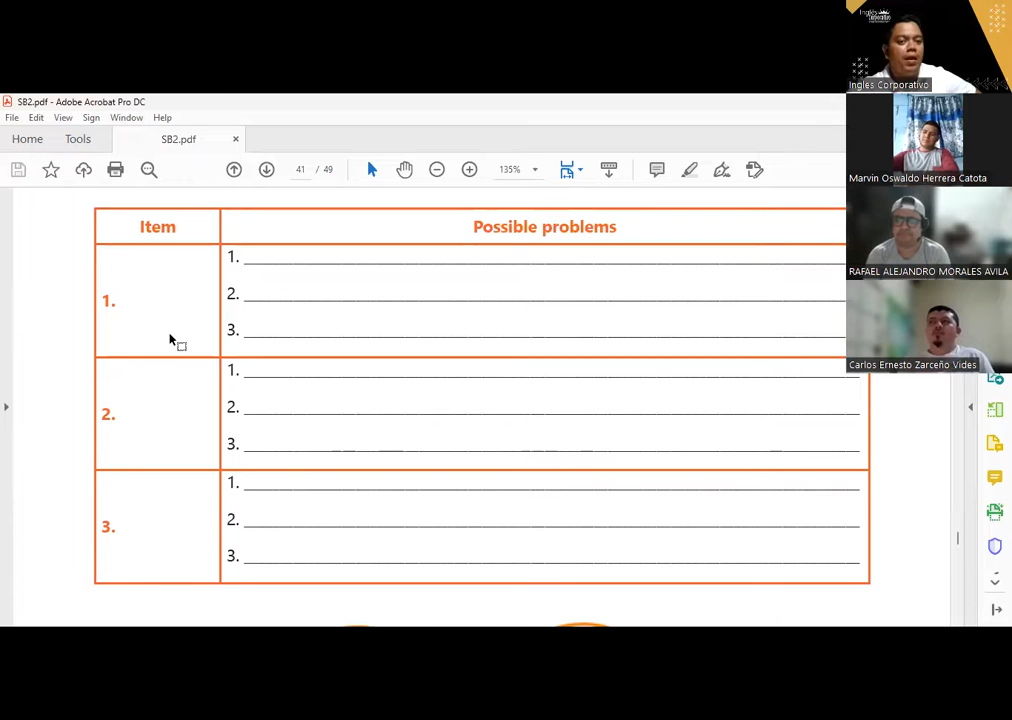 Inglés
Corporativo
Inglés Corporativo
SB2.pdf - Adobe Acrobat Pro DC
File Edit View Sign Window Help
Home Tools SB2.pdf ×
41 / 49 135%
Marvin Oswaldo Herrera Catota
RAFAEL ALEJANDRO MORALES AVILA
Carlos Ernesto Zarceño Vides
Item Possible problems
1.
1.
2.
3.
2.
1.
2.
3.
3.
1.
2.
3.